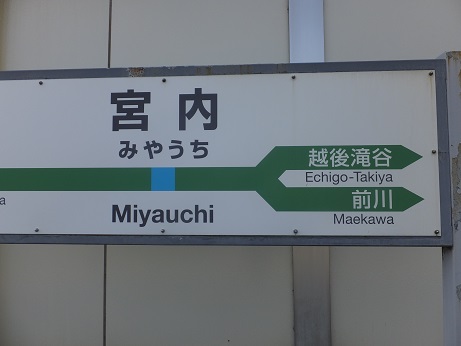 宮内
みやうち
越後滝谷
Echigo-Takiya
前川
Miyauchi
Maekawa